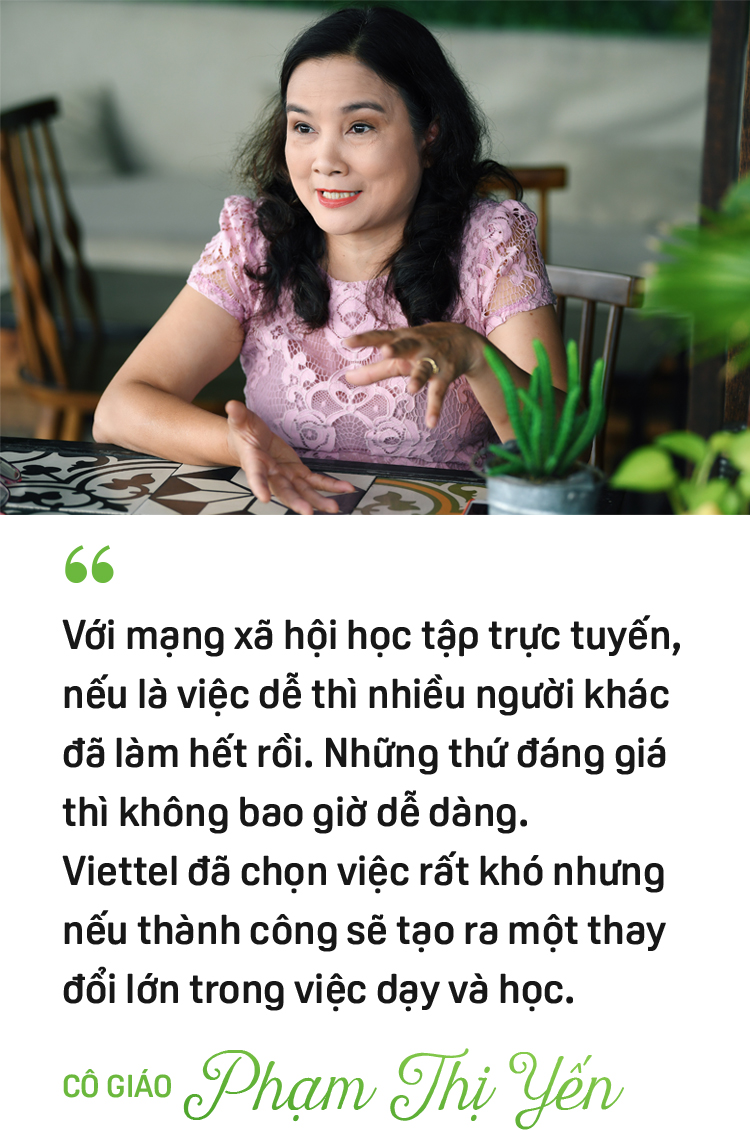 “
Với mạng xã hội học tập trực tuyến,
nếu là việc dễ thì nhiều người khác
đã làm hết rồi. Những thứ đáng giá
thì không bao giờ dễ dàng.
Viettel đã chọn việc rất khó nhưng
nếu thành công sẽ tạo ra một thay
đổi lớn trong việc dạy và học.
CÔ GIÁO Phạm Thị Yến